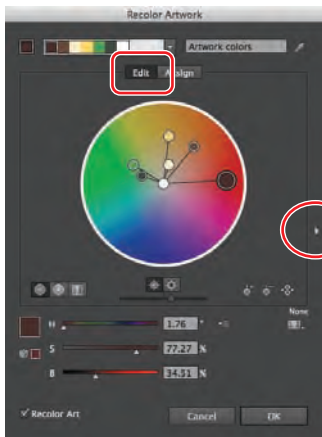 Recolor Artwork
Artwork colors
Edit Assign
None
H 1.76 °
S 77.27 %
B 34.51 %
Recolor Art
Cancel OK